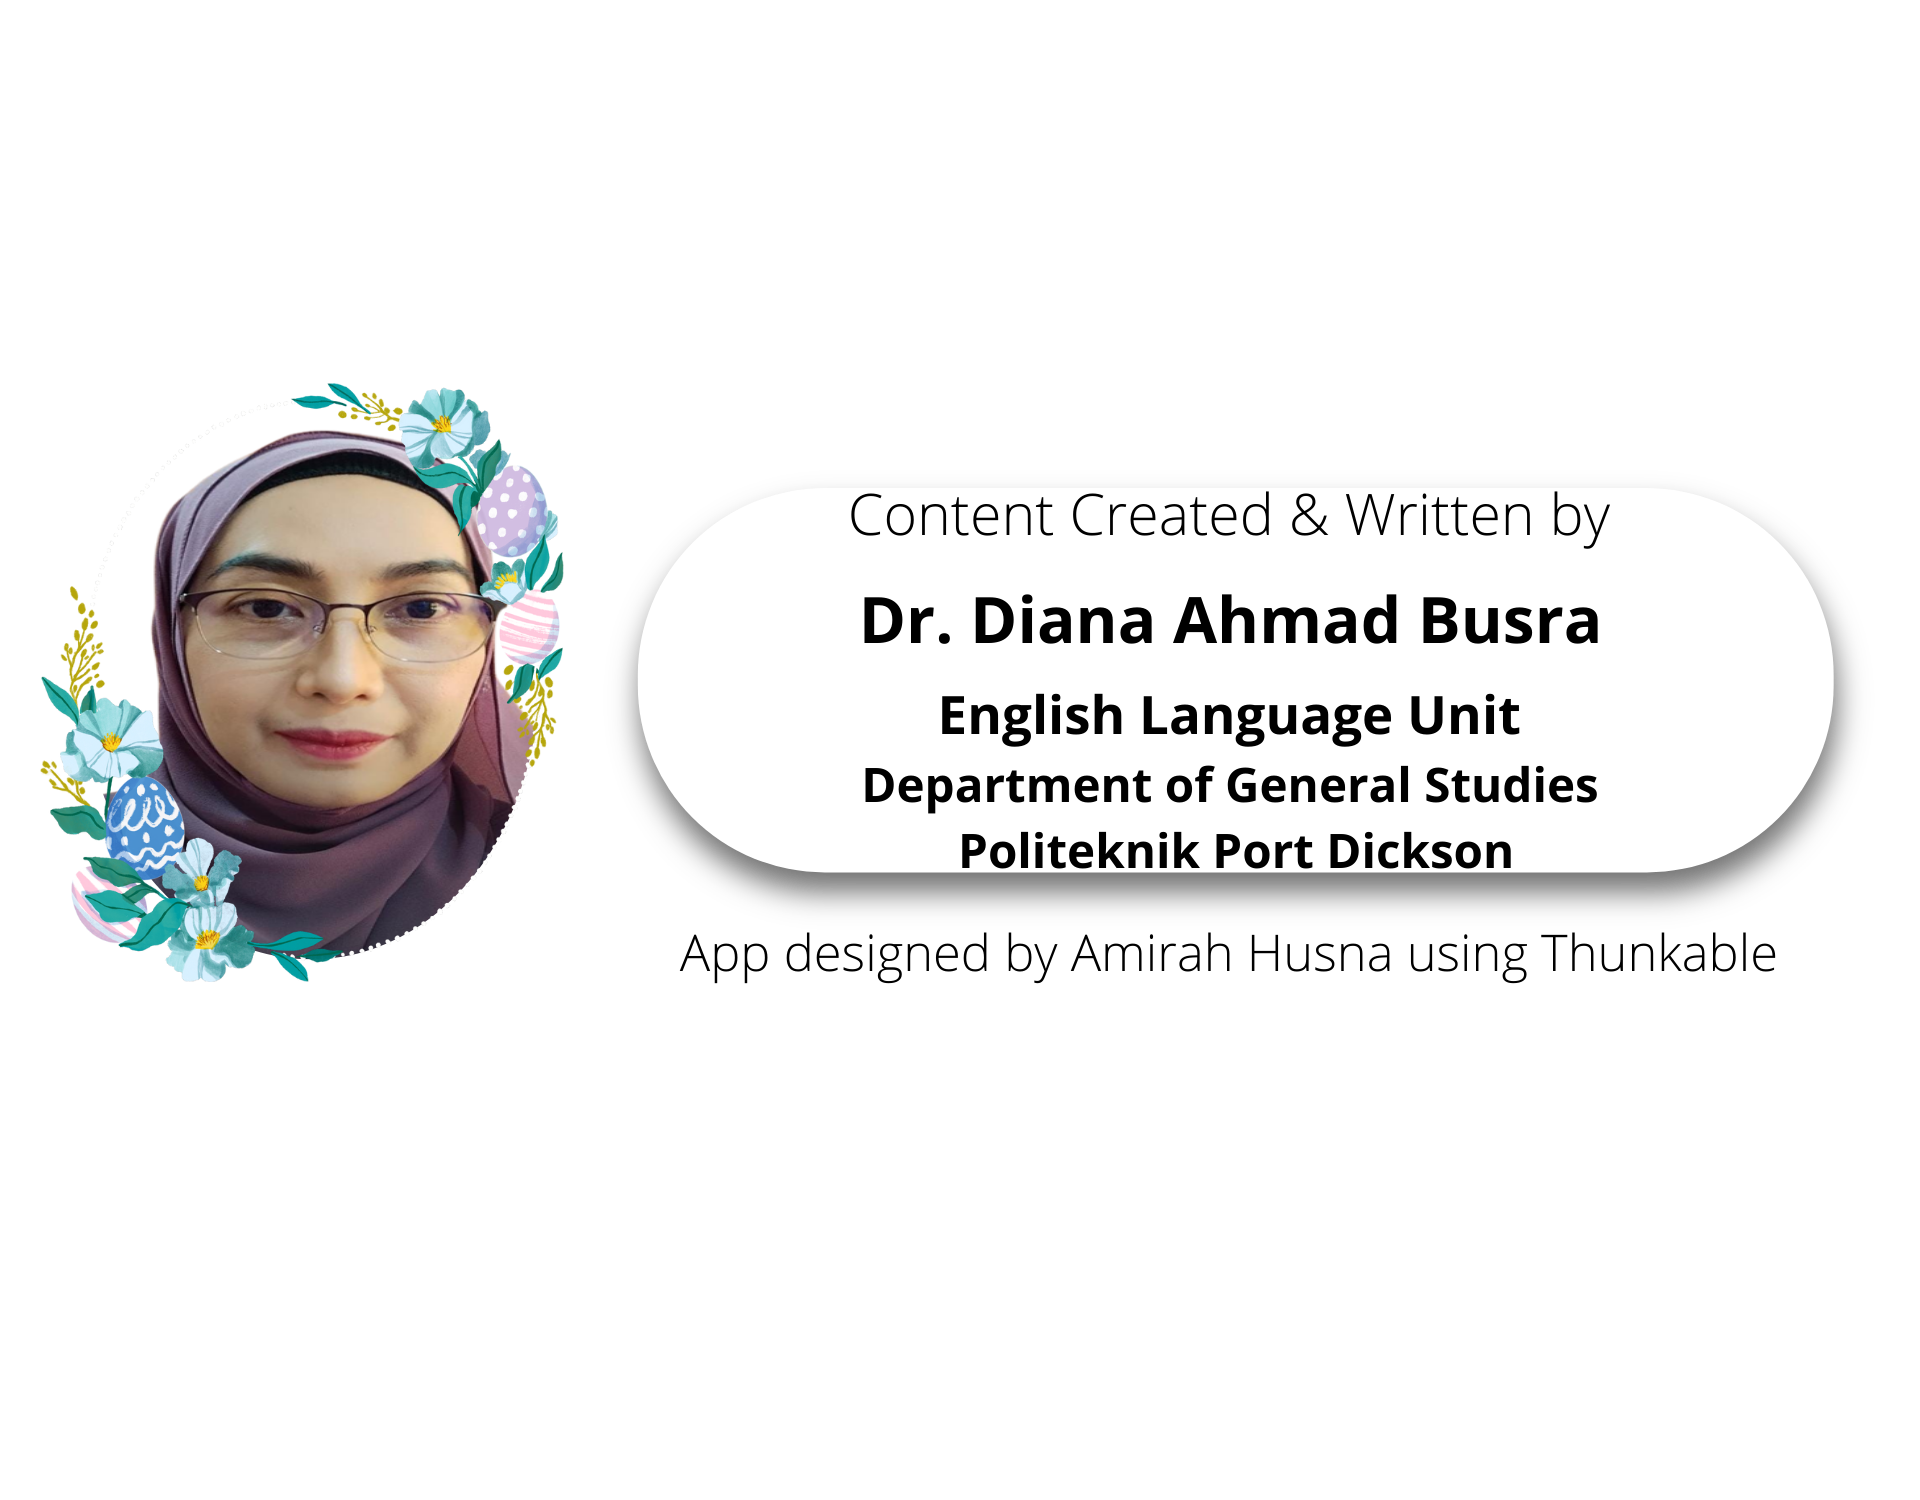 Content Created & Written by
Dr. Diana Ahmad Busra
English Language Unit
Department of General Studies
Politeknik Port Dickson
App designed by Amirah Husna using Thunkable